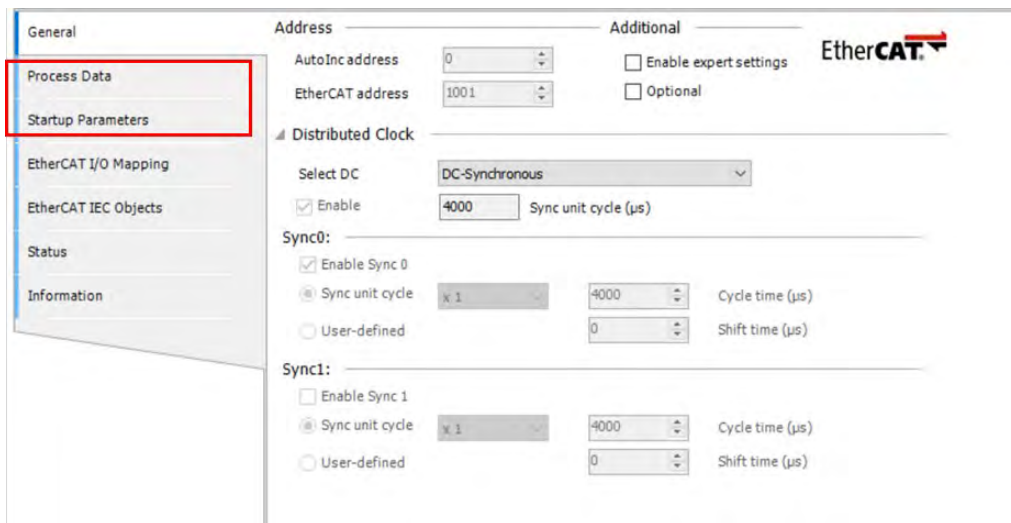 General
Process Data
Startup Parameters
EtherCAT I/O Mapping
EtherCAT IEC Objects
Status
Information
Address
AutoInc address 0
EtherCAT address 1001
Additional
Enable expert settings
Optional
EtherCAT.
Distributed Clock
Select DC DC-Synchronous
Enable 4000 Sync unit cycle (μs)
Sync0:
Enable Sync 0
Sync unit cycle x 1 4000 Cycle time (μs)
User-defined 0 Shift time (μs)
Sync1:
Enable Sync 1
Sync unit cycle x 1 4000 Cycle time (μs)
User-defined 0 Shift time (μs)